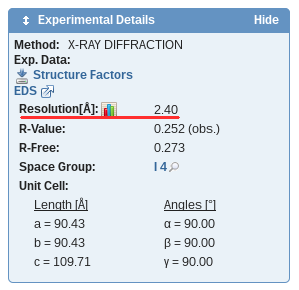 Experimental Details Hide
Method: X-RAY DIFFRACTION
Exp. Data:
Structure Factors
EDS
Resolution[Å]: 2.40
R-Value: 0.252 (obs.)
R-Free: 0.273
Space Group: I 4
Unit Cell:
Length [Å] Angles [°]
a = 90.43 α = 90.00
b = 90.43 β = 90.00
c = 109.71 γ = 90.00